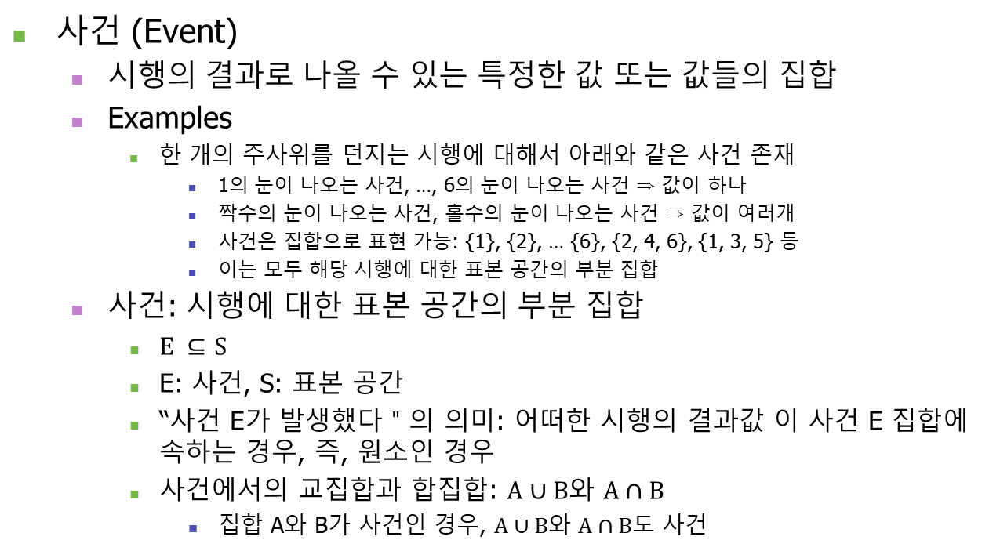 사건 (Event)
시행의 결과로 나올 수 있는 특정한 값 또는 값들의 집합
Examples
한 개의 주사위를 던지는 시행에 대해서 아래와 같은 사건 존재
1의 눈이 나오는 사건, …, 6의 눈이 나오는 사건 ⇒ 값이 하나
짝수의 눈이 나오는 사건, 홀수의 눈이 나오는 사건 ⇒ 값이 여러개
사건은 집합으로 표현 가능: {1}, {2}, … {6}, {2, 4, 6}, {1, 3, 5} 등
이는 모두 해당 시행에 대한 표본 공간의 부분 집합
사건: 시행에 대한 표본 공간의 부분 집합
E ⊆ S
E: 사건, S: 표본 공간
“사건 E가 발생했다 " 의 의미: 어떠한 시행의 결과값 이 사건 E 집합에
속하는 경우, 즉, 원소인 경우
사건에서의 교집합과 합집합: A ∪ B와 A ∩ B
집합 A와 B가 사건인 경우, A ∪ B와 A ∩ B도 사건